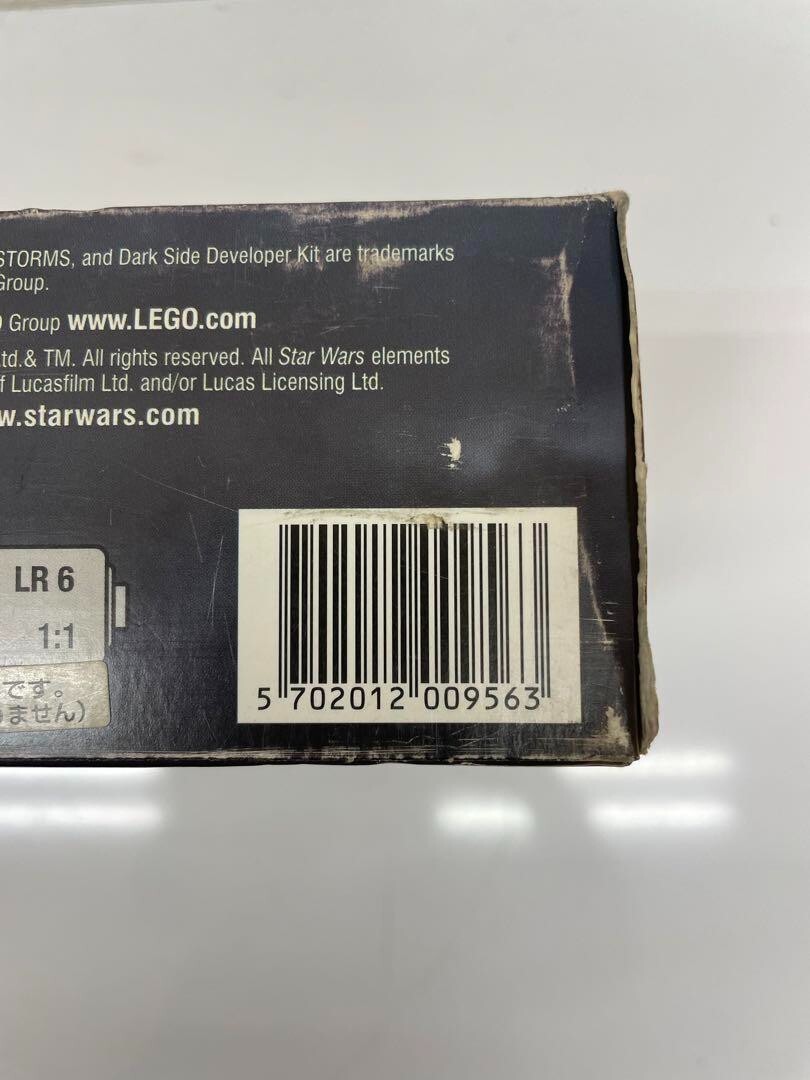 STORMS, and Dark Side Developer Kit are trademarks
Group.
Group www.LEGO.com
Ltd.& TM. All rights reserved. All Star Wars elements
f Lucasfilm Ltd. and/or Lucas Licensing Ltd.
w.starwars.com
LR 6
1:1
です。
ません)
5 702012 009563